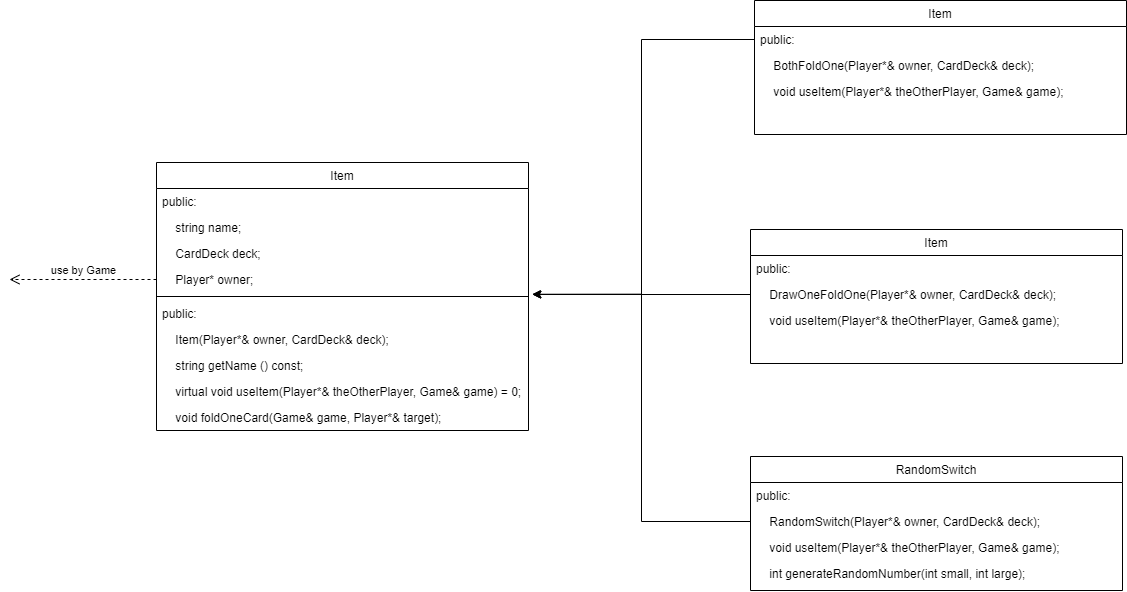 Item
public:
BothFoldOne(Player*& owner, CardDeck& deck);
void useItem(Player*& theOtherPlayer, Game& game);
Item
public:
string name;
CardDeck deck;
Player* owner;
public:
Item(Player*& owner, CardDeck& deck);
string getName () const;
virtual void useItem(Player*& theOtherPlayer, Game& game) = 0;
void foldOneCard(Game& game, Player*& target);
use by Game
Item
public:
DrawOneFoldOne(Player*& owner, CardDeck& deck);
void useItem(Player*& theOtherPlayer, Game& game);
RandomSwitch
public:
RandomSwitch(Player*& owner, CardDeck& deck);
void useItem(Player*& theOtherPlayer, Game& game);
int generateRandomNumber(int small, int large);